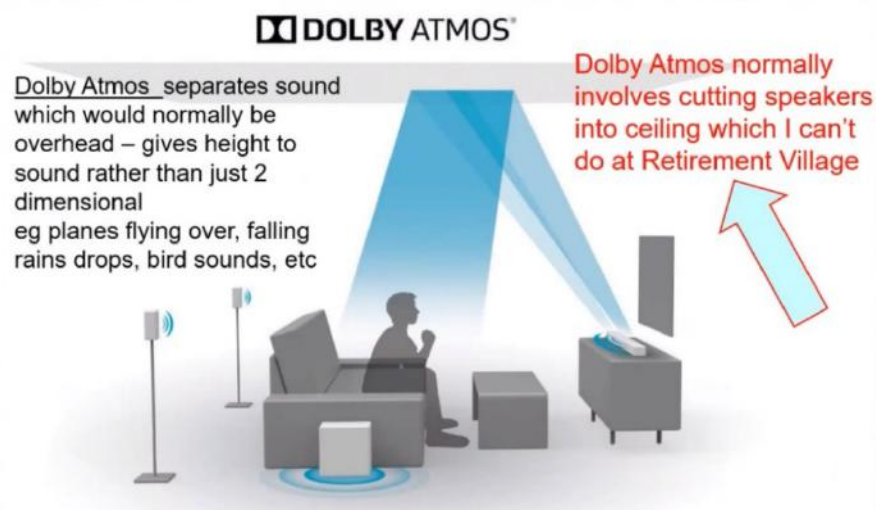 DOLBY ATMOS®
Dolby Atmos separates sound
which would normally be
overhead – gives height to
sound rather than just 2
dimensional
eg planes flying over, falling
rains drops, bird sounds, etc
Dolby Atmos normally
involves cutting speakers
into ceiling which I can't
do at Retirement Village